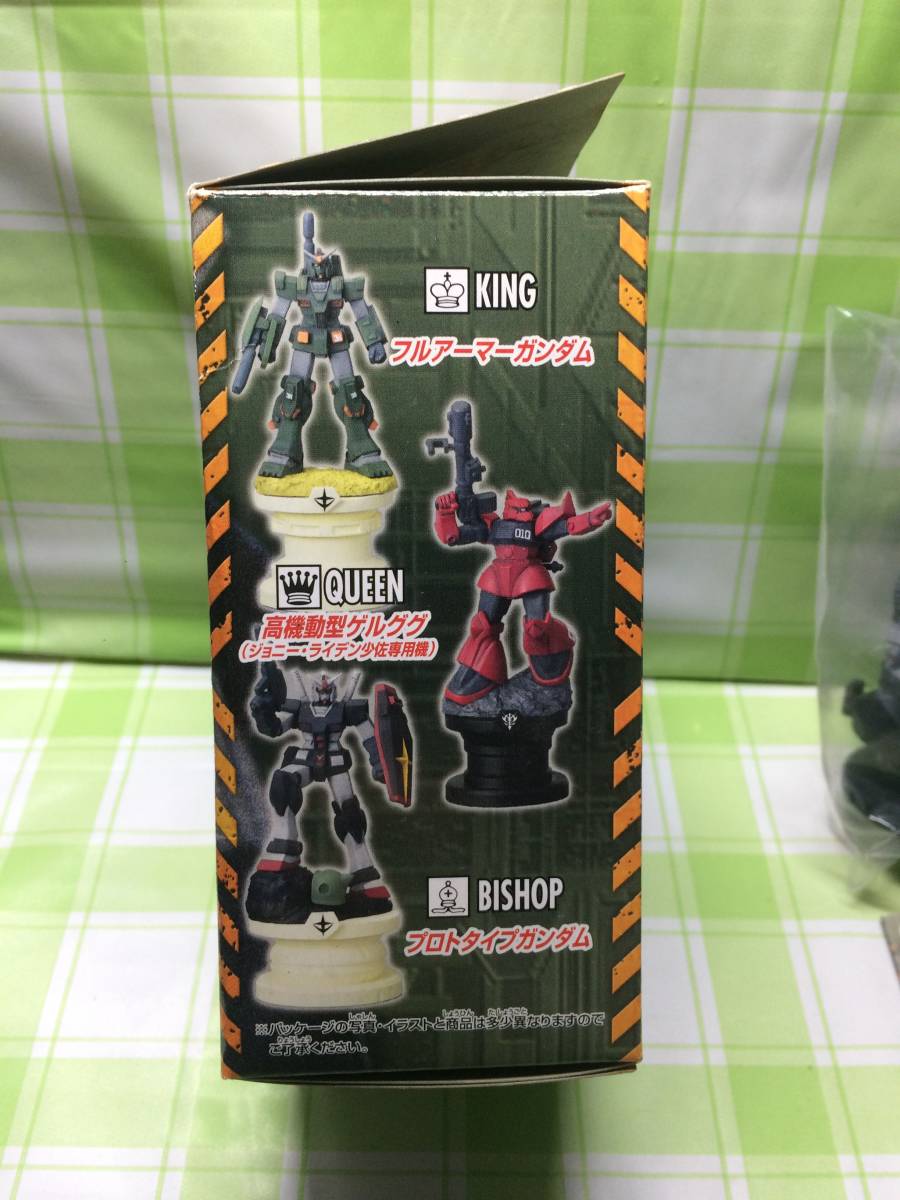 KING
フルアーマーガンダム
010
QUEEN
高機動型ゲルググ
(ジョニー・ライデン少佐専用機)
BISHOP
プロトタイプガンダム
※パッケージの写真・イラストと商品は多少異なりますので
ご了承ください。